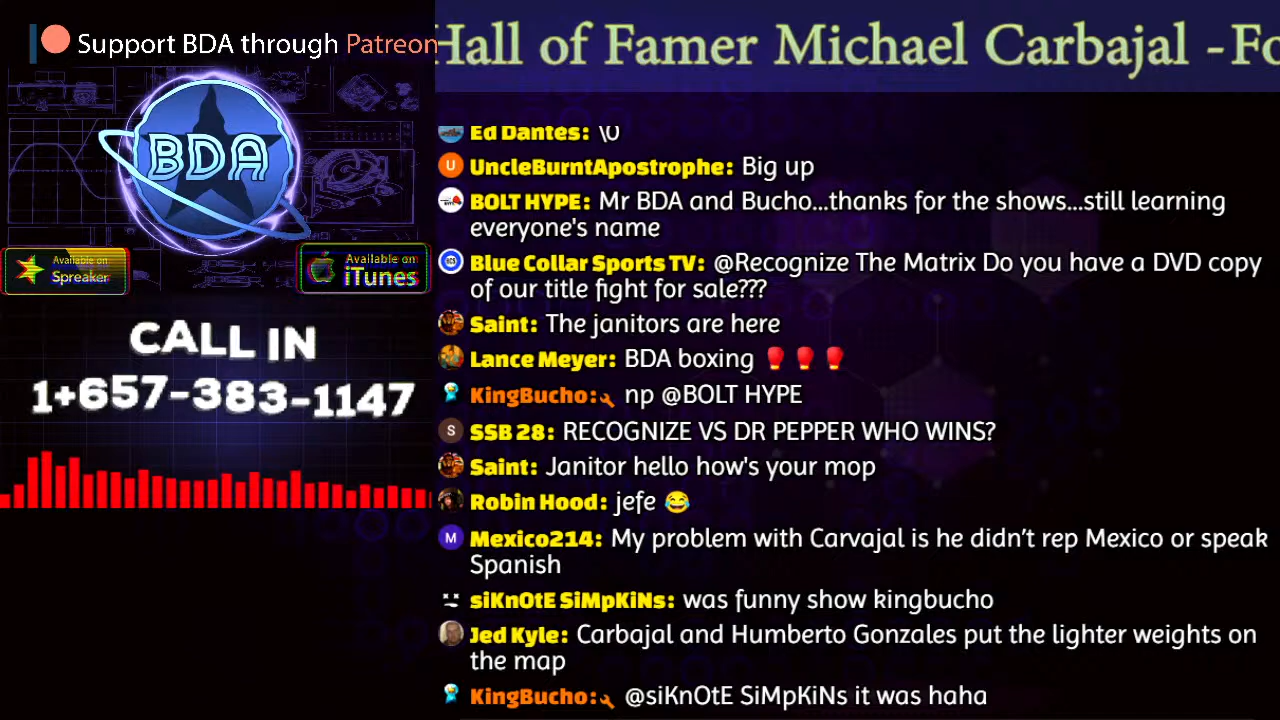 Support BDA through Patreon
Hall of Famer Michael Carbajal - Fo
BDA
Available on
Spreaker
Available on
iTunes
CALL IN
1+657-383-1147
Ed Dantes: \O
UncleBurntApostrophe: Big up
BOLT HYPE: Mr BDA and Bucho...thanks for the shows...still learning
everyone's name
Blue Collar Sports TV: @Recognize The Matrix Do you have a DVD copy
of our title fight for sale???
Saint: The janitors are here
Lance Meyer: BDA boxing 🥊 🥊 🥊
KingBucho: np @BOLT HYPE
S SSB 28: RECOGNIZE VS DR PEPPER WHO WINS?
Saint: Janitor hello how's your mop
Robin Hood: jefe 😂
M Mexico214: My problem with Carvajal is he didn’t rep Mexico or speak
Spanish
siKnOtE SiMpKiNs: was funny show kingbucho
Jed Kyle: Carbajal and Humberto Gonzales put the lighter weights on
the map
KingBucho: @siKnOtE SiMpKiNs it was haha